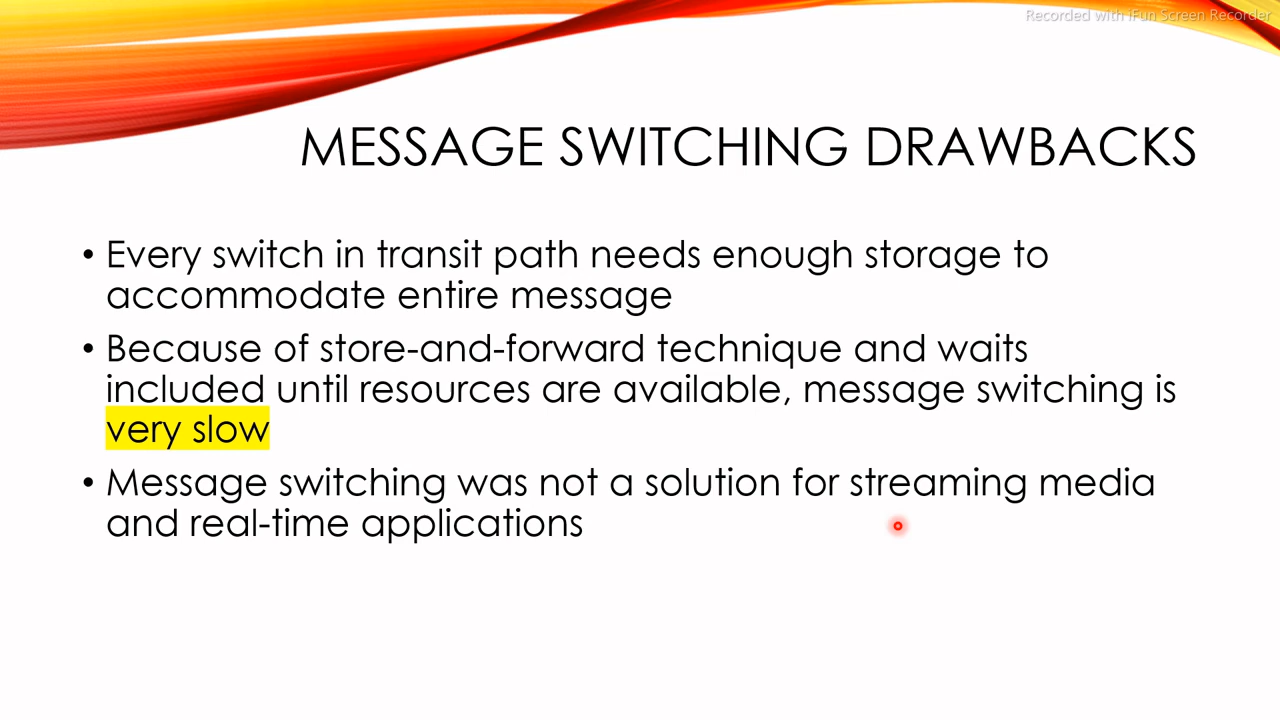 Recorded with iFun Screen Recorder
MESSAGE SWITCHING DRAWBACKS
• Every switch in transit path needs enough storage to
accommodate entire message
• Because of store-and-forward technique and waits
included until resources are available, message switching is
very slow
• Message switching was not a solution for streaming media
and real-time applications